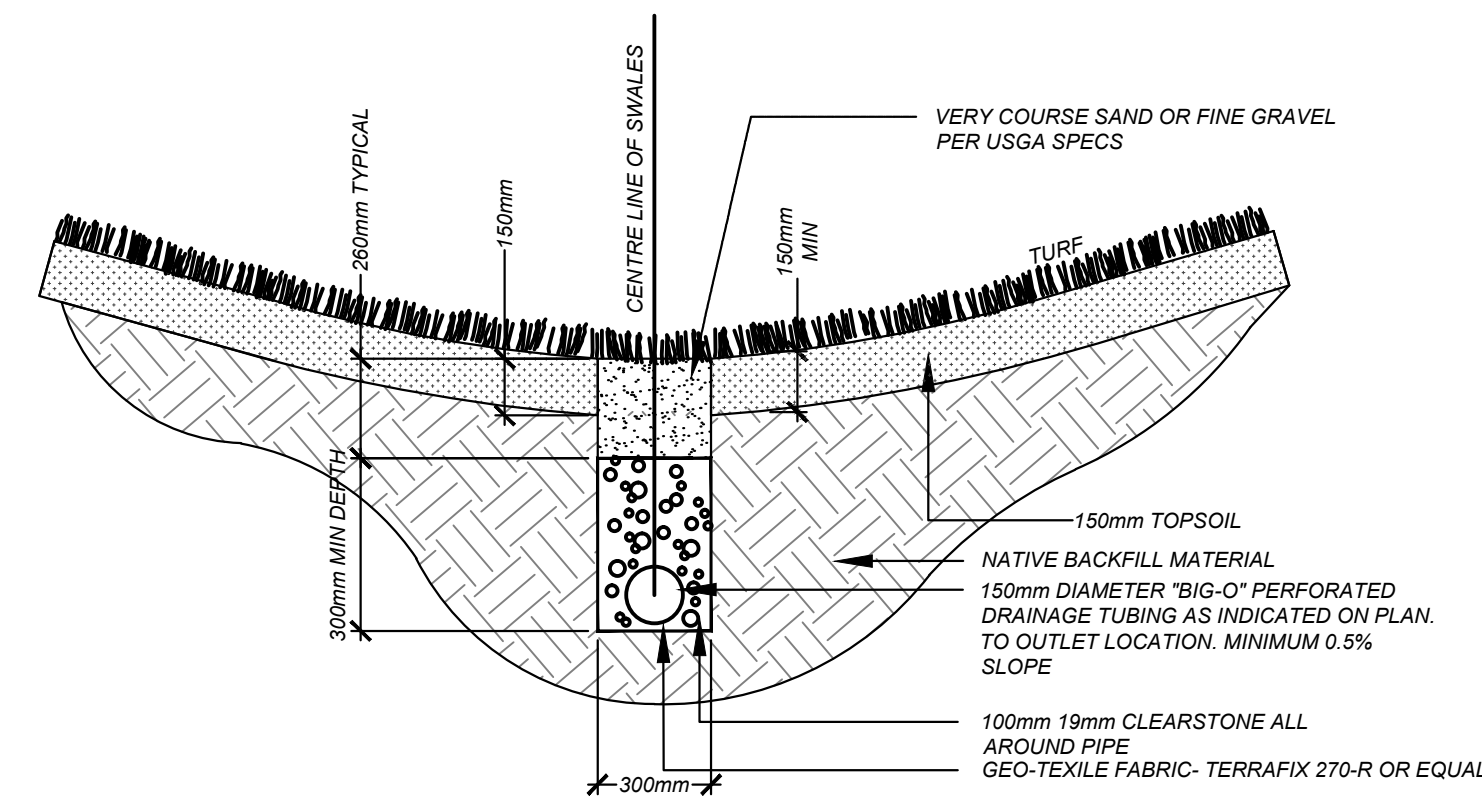 260mm TYPICAL
150mm
CENTRE LINE OF SWALES
150mm
MIN
VERY COURSE SAND OR FINE GRAVEL
PER USGA SPECS
TURF
300mm MIN DEPTH
150mm TOPSOIL
NATIVE BACKFILL MATERIAL
150mm DIAMETER "BIG-O" PERFORATED
DRAINAGE TUBING AS INDICATED ON PLAN.
TO OUTLET LOCATION. MINIMUM 0.5%
SLOPE
100mm 19mm CLEARSTONE ALL
AROUND PIPE
GEO-TEXILE FABRIC- TERRAFIX 270-R OR EQUAL
300mm